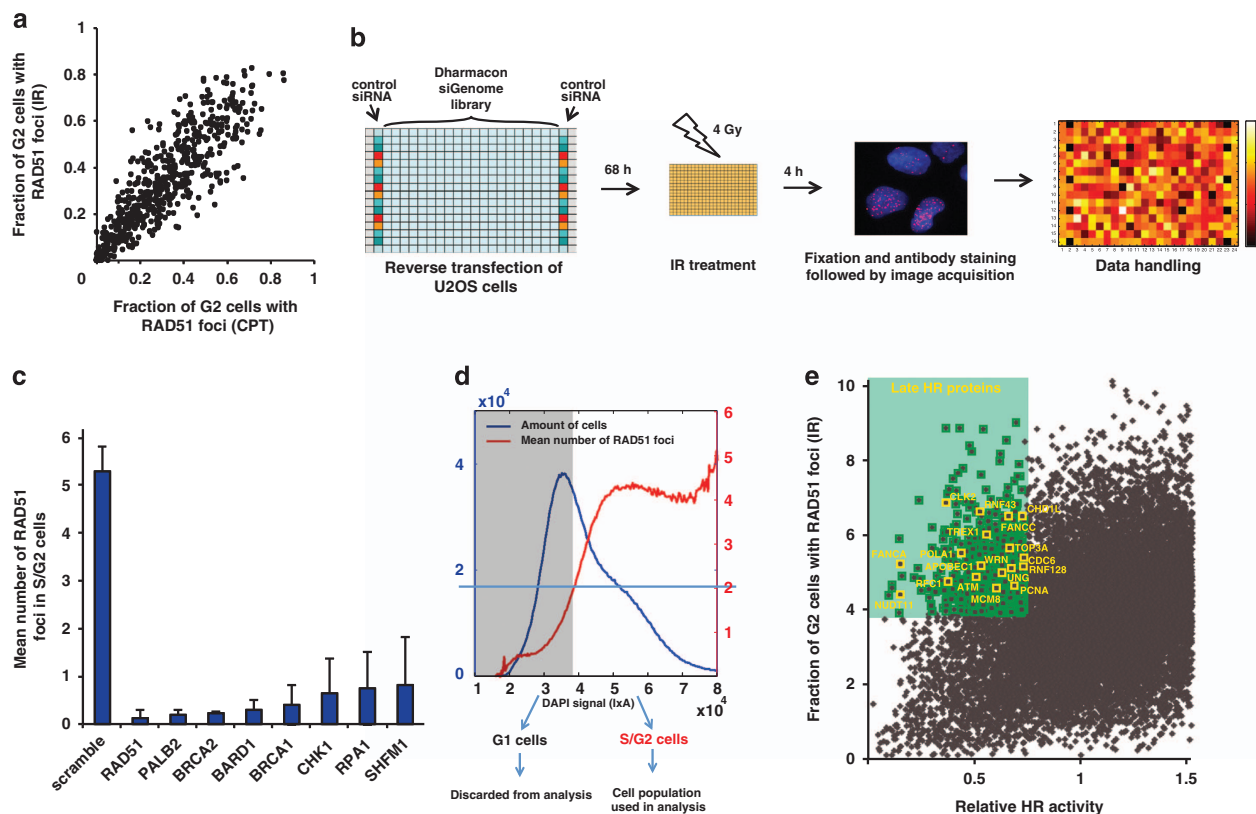 a
Fraction of G2 cells with
RAD51 foci (IR)
1
0.8
0.6
0.4
0.2
0
0.2
0.4
0.6
0.8
1
Fraction of G2 cells with
RAD51 foci (CPT)
b
control
siRNA
Dharmacon
siGenome
library
control
siRNA
Reverse transfection of
U2OS cells
68 h
4 Gy
IR treatment
4 h
Fixation and antibody staining
followed by image acquisition
Data handling
c
Mean number of RAD51
foci in S/G2 cells
6
5
4
3
2
1
0
scramble
RAD51
PALB2
BRCA2
BARD1
BRCA1
CHK1
RPA1
SHFM1
d
x10⁴
Amount of cells
Mean number of RAD51 foci
4
2
0
6
5
4
3
2
1
1 2 3 4 5 6 7 8
0 0 0 0 0 0 0 0
DAPI signal (IxA)
x10⁴
G1 cells
S/G2 cells
Discarded from analysis
Cell population
used in analysis
e
Late HR proteins
Fraction of G2 cells with RAD51 foci (IR)
10
8
6
4
2
0
CLK2
RNF43
CHD1L
FANCC
TREX1
TOP3A
FANCA
POLA1
CDC6
WRN
APOBEC1
RNF128
RFC1
ATM
UNG
PCNA
MCM8
NUDT11
0.5
1
1.5
Relative HR activity